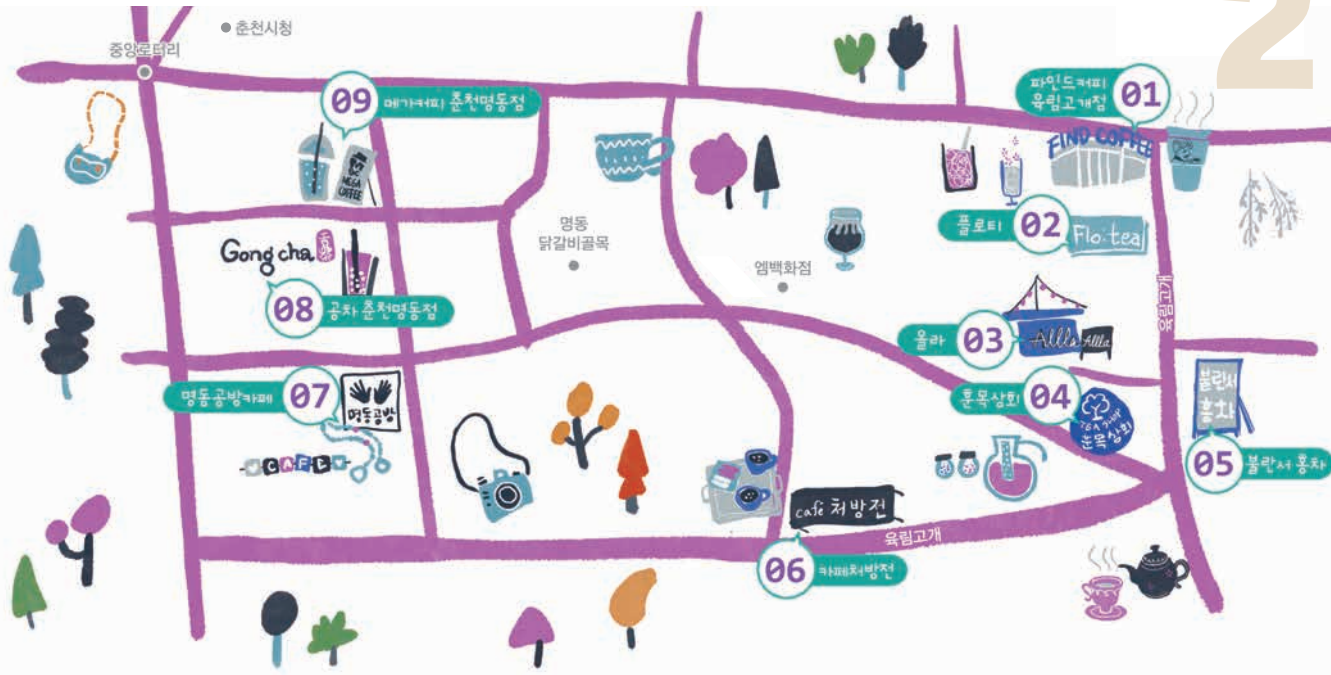 2
춘천시청
중앙로터리
09 메가커피 춘천명동점
MEGA
COFFEE
파인드커피
육림고개점
01
FIND COFFEE
플로티 02
Flo:tea
Gong cha
08 공차 춘천명동점
명동
닭갈비골목
엠백화점
육림고개
올라 03
Allla
Allla
훈목상회 04
훈목상회
불란서
홍차
05 불란서 홍차
명동공방카페 07
명동공방
CAFE
café 처방전
육림고개
06 카페처방전